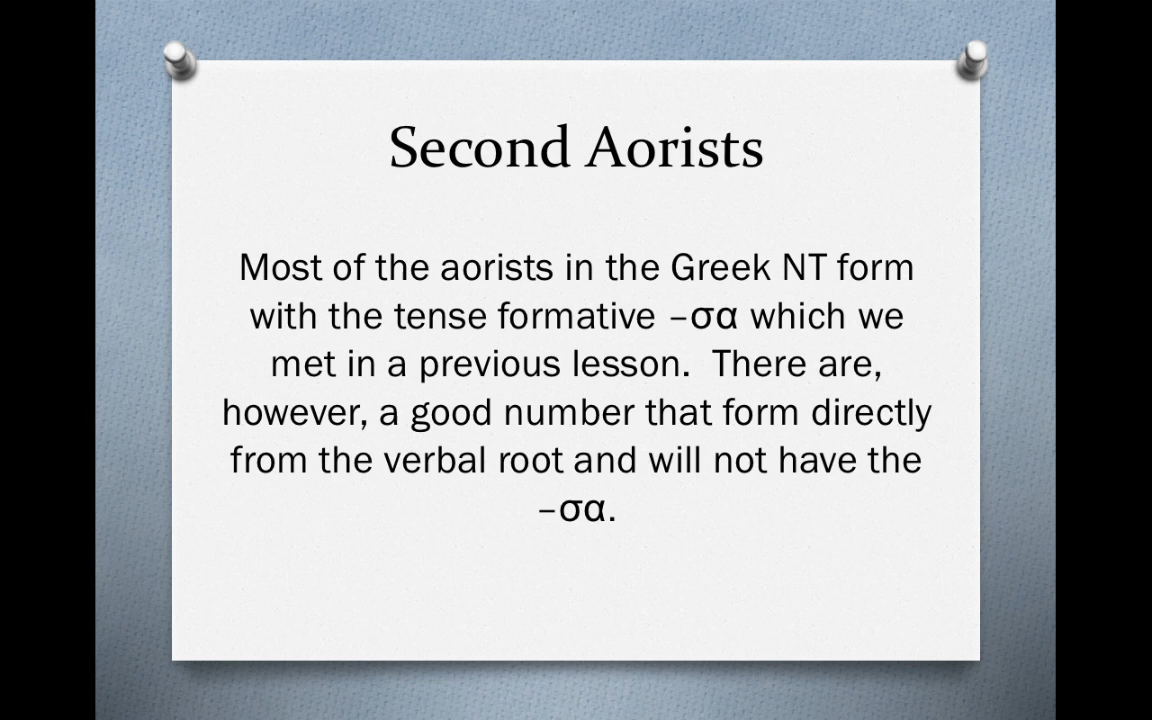 Second Aorists
Most of the aorists in the Greek NT form
with the tense formative –σα which we
met in a previous lesson.  There are,
however, a good number that form directly
from the verbal root and will not have the
–σα.